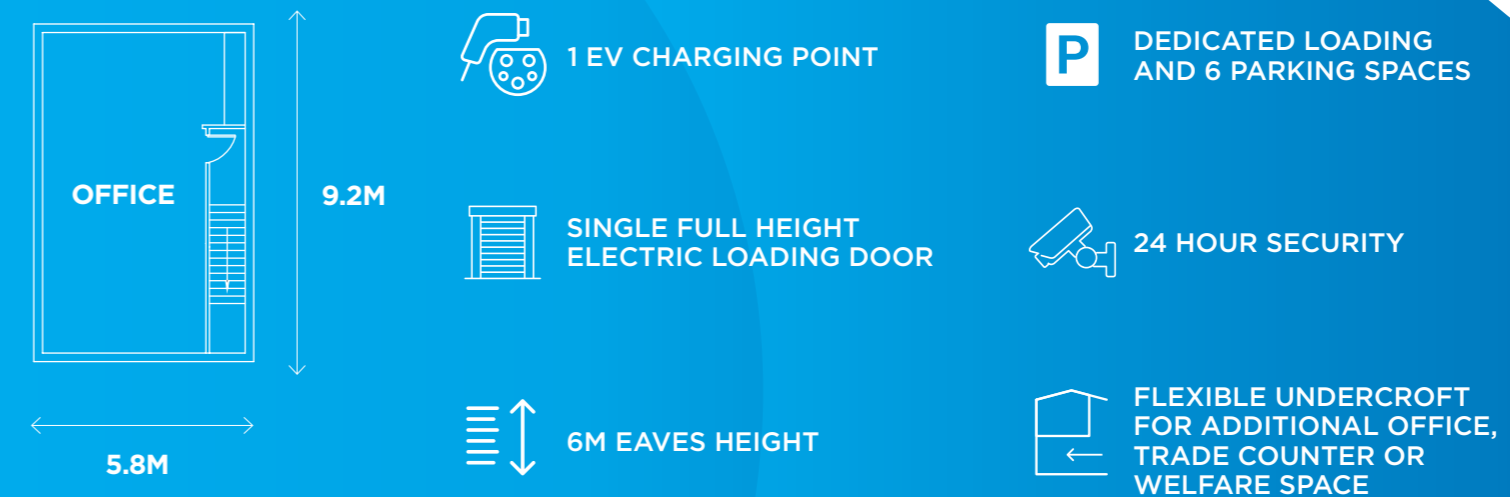 OFFICE
9.2M
5.8M
1 EV CHARGING POINT
SINGLE FULL HEIGHT
ELECTRIC LOADING DOOR
6M EAVES HEIGHT
P
DEDICATED LOADING
AND 6 PARKING SPACES
24 HOUR SECURITY
FLEXIBLE UNDERCROFT
FOR ADDITIONAL OFFICE,
TRADE COUNTER OR
WELFARE SPACE